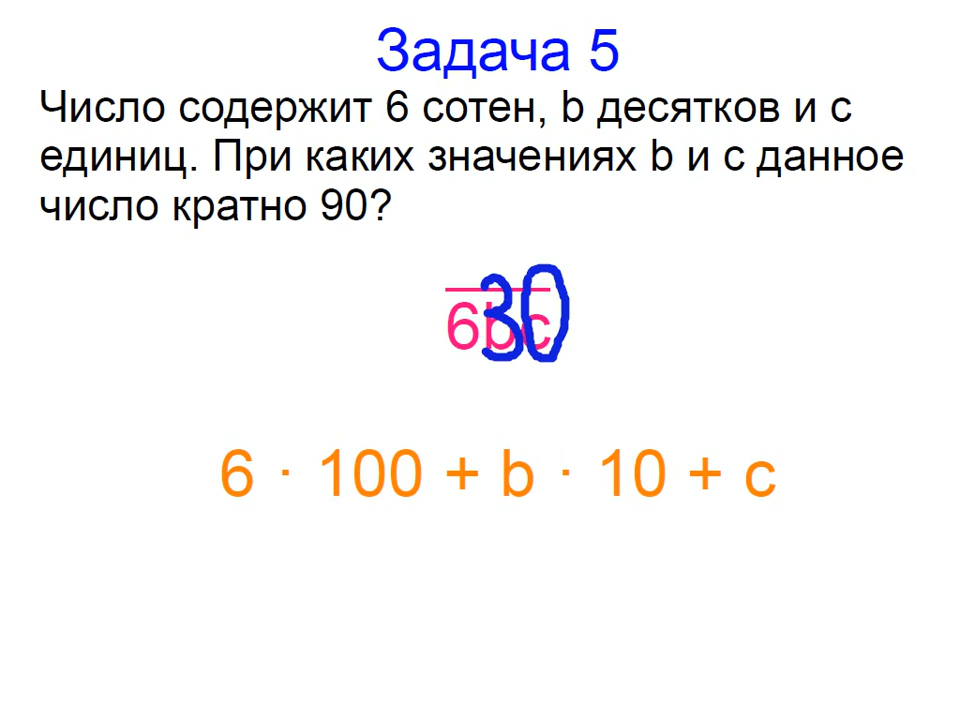 Задача 5
Число содержит 6 сотен, b десятков и c
единиц. При каких значениях b и c данное
число кратно 90?
6bc
30
6 · 100 + b · 10 + c